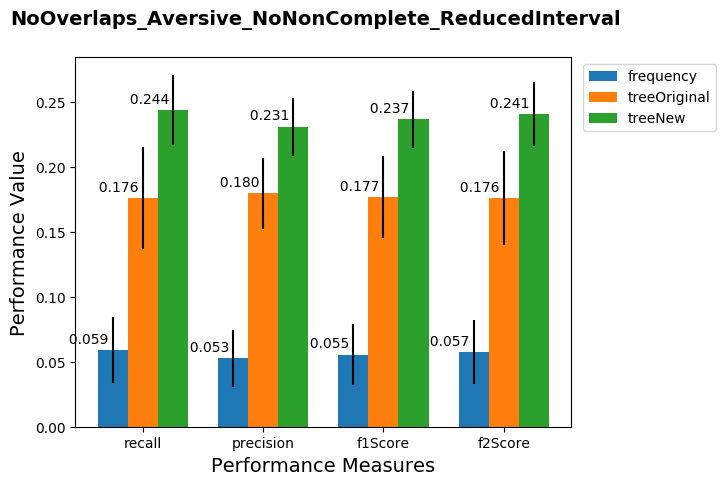 NoOverlaps_Aversive_NoNonComplete_ReducedInterval
frequency
treeOriginal
treeNew
Performance Value
0.25
0.20
0.15
0.10
0.05
0.00
0.059
0.176
0.244
0.053
0.180
0.231
0.055
0.177
0.237
0.057
0.176
0.241
recall
precision
f1Score
f2Score
Performance Measures